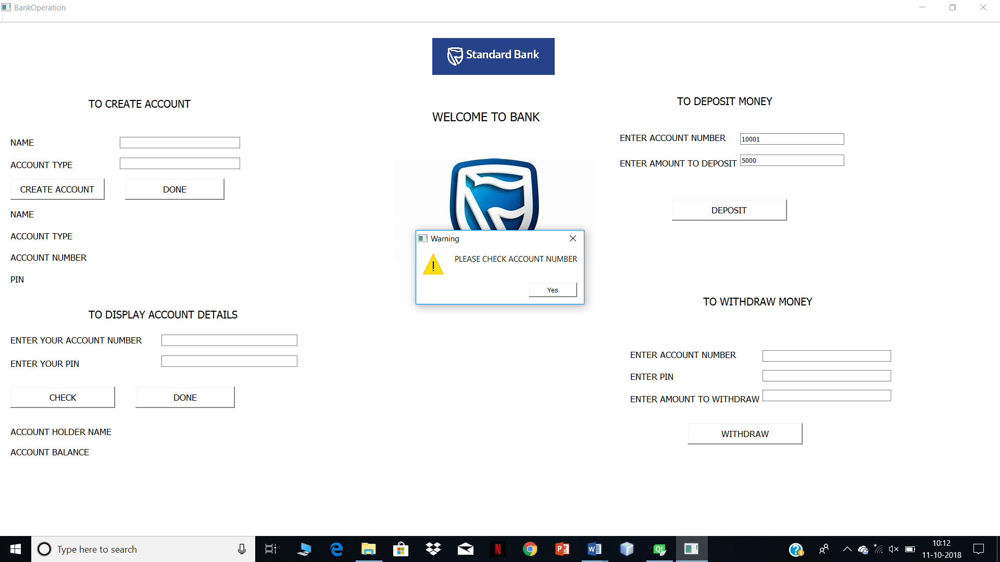 BankOperation
Standard Bank
TO CREATE ACCOUNT
NAME
ACCOUNT TYPE
CREATE ACCOUNT
DONE
NAME
ACCOUNT TYPE
ACCOUNT NUMBER
PIN
TO DISPLAY ACCOUNT DETAILS
ENTER YOUR ACCOUNT NUMBER
ENTER YOUR PIN
CHECK
DONE
ACCOUNT HOLDER NAME
ACCOUNT BALANCE
WELCOME TO BANK
Warning
PLEASE CHECK ACCOUNT NUMBER
Yes
TO DEPOSIT MONEY
ENTER ACCOUNT NUMBER 10001
ENTER AMOUNT TO DEPOSIT 5000
DEPOSIT
TO WITHDRAW MONEY
ENTER ACCOUNT NUMBER
ENTER PIN
ENTER AMOUNT TO WITHDRAW
WITHDRAW
Type here to search
10:12
11-10-2018